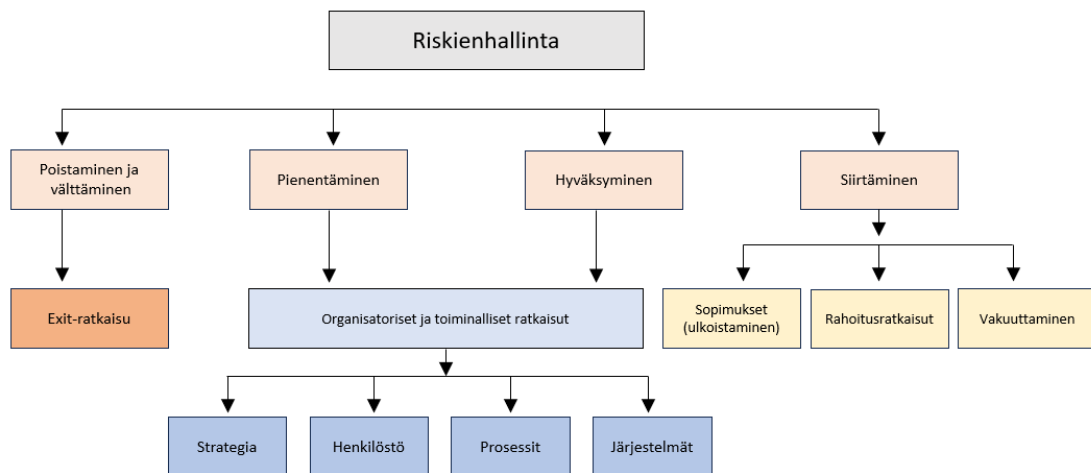 Riskienhallinta
Poistaminen ja
välttäminen
Pienentäminen
Hyväksyminen
Siirtäminen
Exit-ratkaisu
Organisatoriset ja toiminalliset ratkaisut
Sopimukset
(ulkoistaminen)
Rahoitusratkaisut
Vakuuttaminen
Strategia
Henkilöstö
Prosessit
Järjestelmät